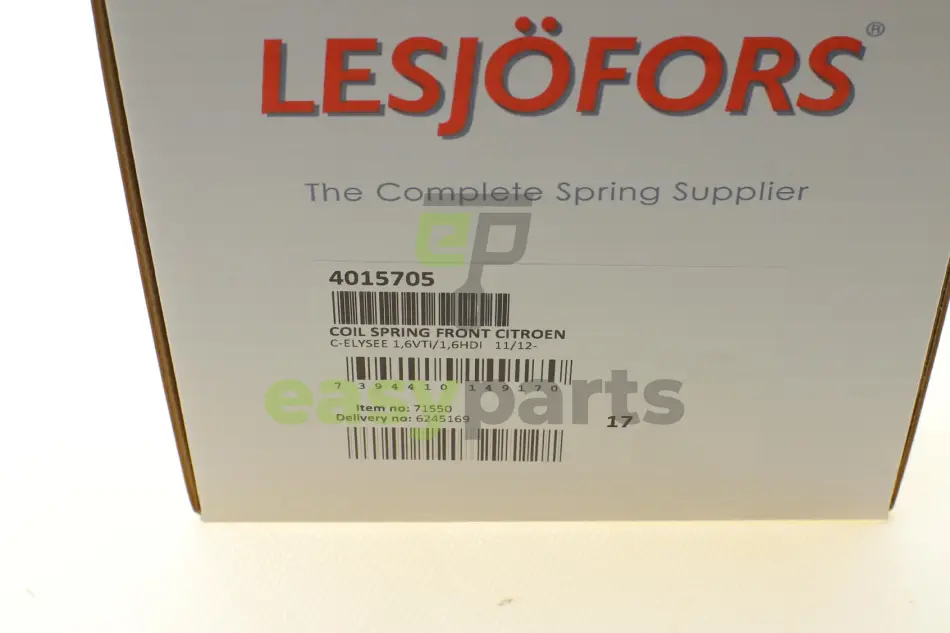 LESJÖFORS®
The Complete Spring Supplier
ep
4015705
COIL SPRING FRONT CITROEN
C-ELYSEE 1,6VTi/1,6HDI 11/12-
7 394410 149170
easyparts
Item no: 71550
Delivery no: 6245169
17